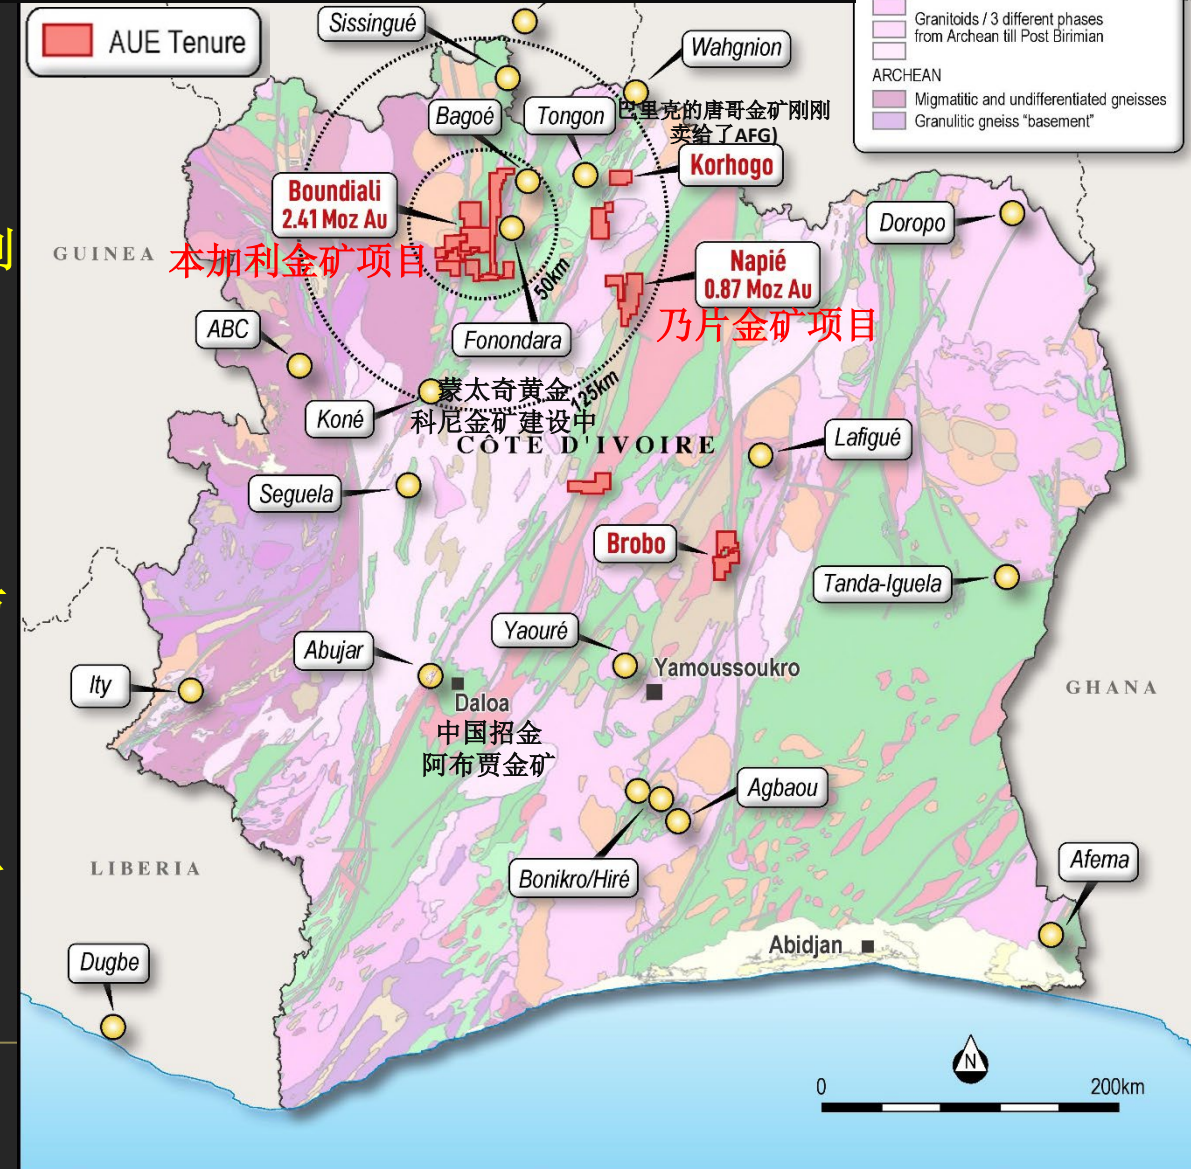 AUE Tenure
Granitoids / 3 different phases
from Archean till Post Birimian
ARCHEAN
Migmatitic and undifferentiated gneisses
Granulitic gneiss "basement"
Sissingué
Wahgnion
Bagoé
Tongon
巴里克的唐哥金矿刚刚
卖给了AFG)
Korhogo
Boundiali
2.41 Moz Au
Doropo
GUINEA
本加利金矿项目
50km
Napié
0.87 Moz Au
乃片金矿项目
ABC
Fonondara
125km
Koné
蒙太奇黄金
科尼金矿建设中
CÔTE D'IVOIRE
Lafigué
Seguela
Brobo
Tanda-Iguela
Yaouré
Abujar
Yamoussoukro
Ity
Daloa
GHANA
中国招金
阿布贾金矿
Agbaou
LIBERIA
Bonikro/Hiré
Afema
Abidjan
Dugbe
N
0
200km